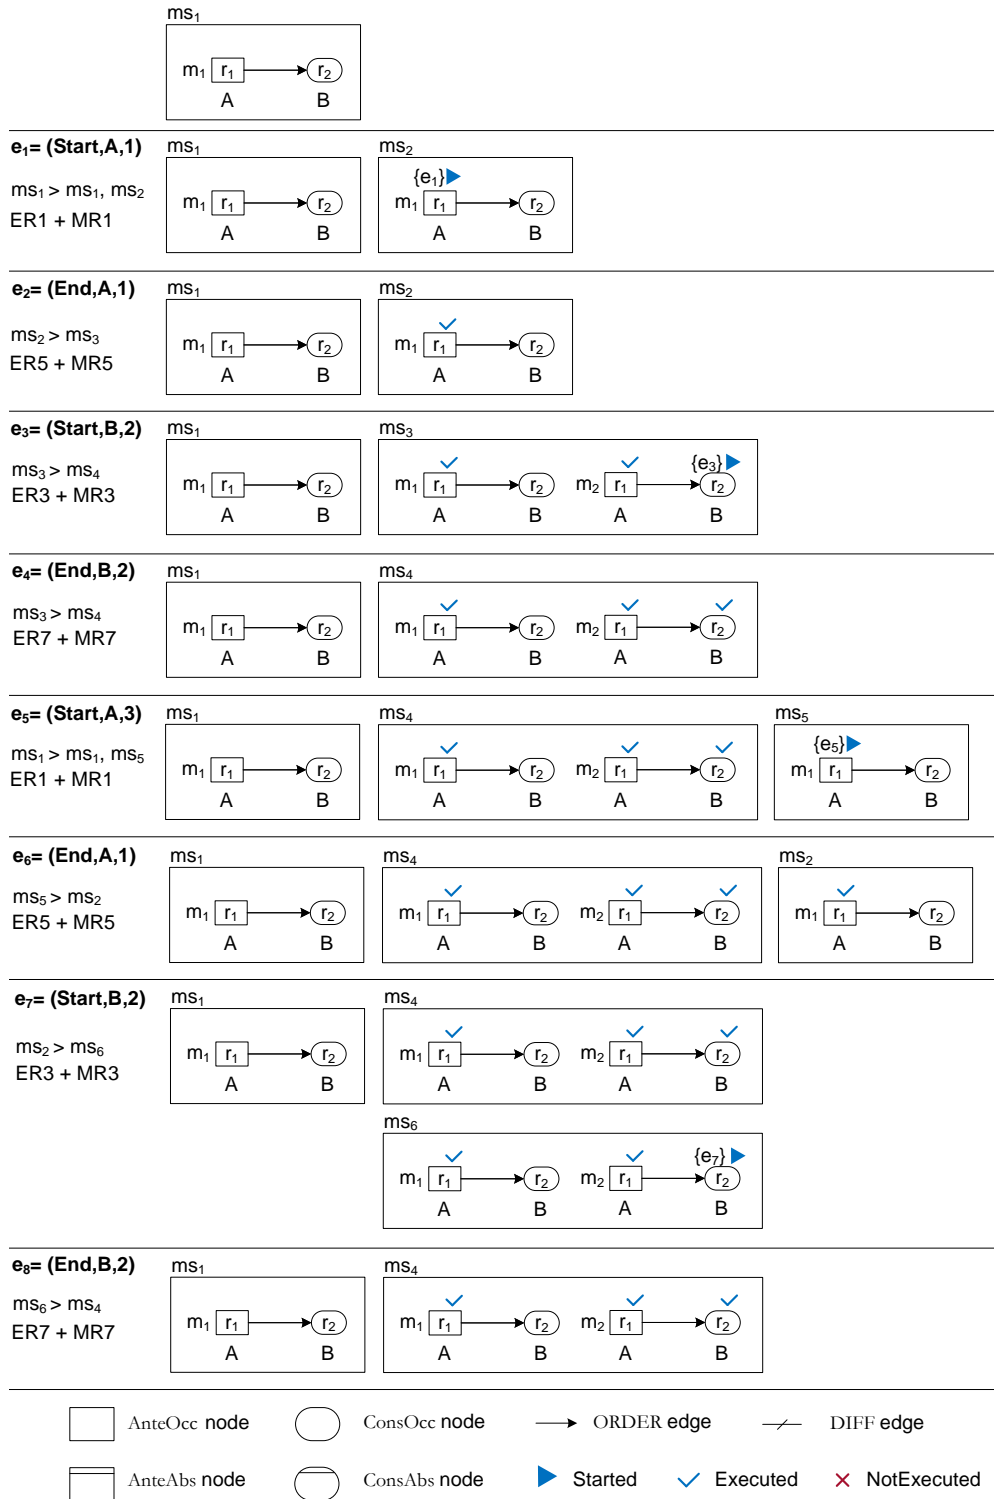 ms₁
m₁ r₁ r₂
A B
e₁= (Start,A,1) ms₁ ms₂
{e₁}
ms₁ > ms₁, ms₂ m₁ r₁ r₂ m₁ r₁ r₂
ER1 + MR1 A B A B
e₂= (End,A,1) ms₁ ms₂
ms₂ > ms₃ m₁ r₁ r₂ m₁ r₁ r₂
ER5 + MR5 A B A B
e₃= (Start,B,2) ms₁ ms₃
{e₃}
ms₃ > ms₄ m₁ r₁ r₂ m₁ r₁ r₂ m₂ r₁ r₂
ER3 + MR3 A B A B A B
e₄= (End,B,2) ms₁ ms₄
ms₃ > ms₄ m₁ r₁ r₂ m₁ r₁ r₂ m₂ r₁ r₂
ER7 + MR7 A B A B A B
e₅= (Start,A,3) ms₁ ms₄ ms₅
{e₅}
ms₁ > ms₁, ms₅ m₁ r₁ r₂ m₁ r₁ r₂ m₂ r₁ r₂ m₁ r₁ r₂
ER1 + MR1 A B A B A B A B
e₆= (End,A,1) ms₁ ms₄ ms₂
ms₅ > ms₂ m₁ r₁ r₂ m₁ r₁ r₂ m₂ r₁ r₂ m₁ r₁ r₂
ER5 + MR5 A B A B A B A B
e₇= (Start,B,2) ms₁ ms₄
ms₂ > ms₆ m₁ r₁ r₂ m₁ r₁ r₂ m₂ r₁ r₂
ER3 + MR3 A B A B A B
ms₆
{e₇}
m₁ r₁ r₂ m₂ r₁ r₂
A B A B
e₈= (End,B,2) ms₁ ms₄
ms₆ > ms₄ m₁ r₁ r₂ m₁ r₁ r₂ m₂ r₁ r₂
ER7 + MR7 A B A B A B
AnteOcc node ConsOcc node ORDER edge DIFF edge
AnteAbs node ConsAbs node Started Executed NotExecuted